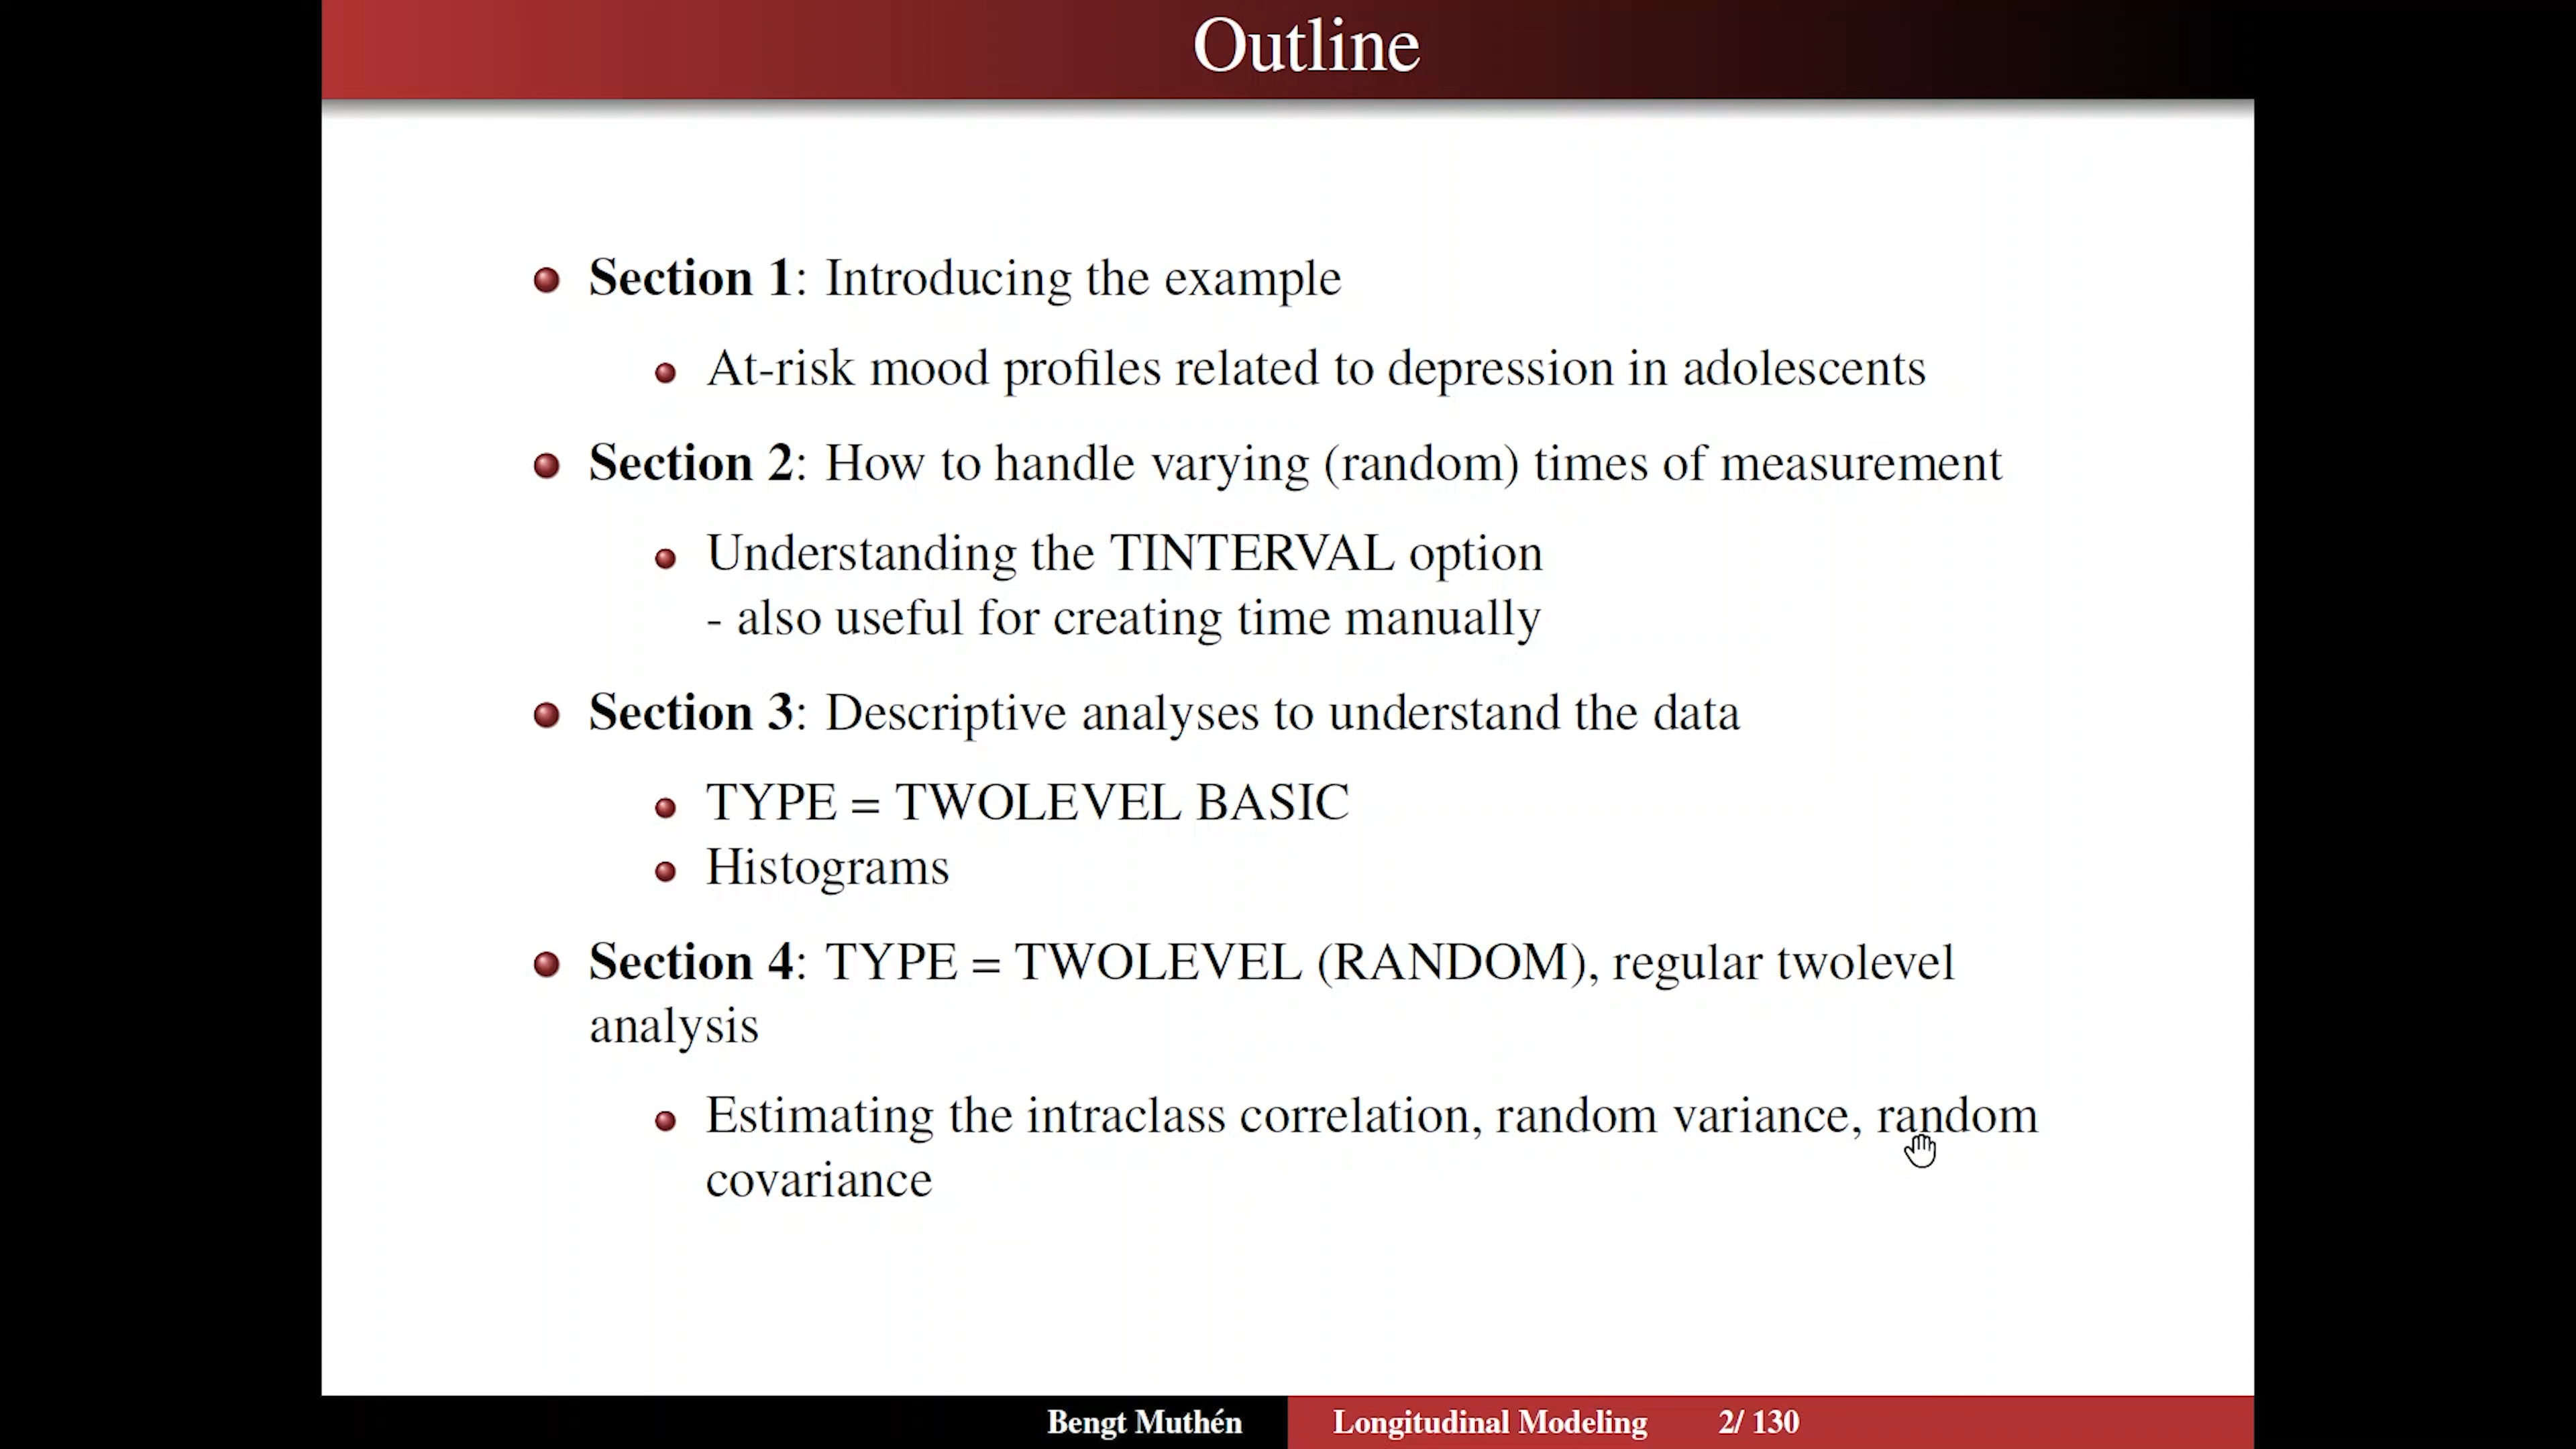 Outline
Section 1: Introducing the example
At-risk mood profiles related to depression in adolescents
Section 2: How to handle varying (random) times of measurement
Understanding the TINTERVAL option
- also useful for creating time manually
Section 3: Descriptive analyses to understand the data
TYPE = TWOLEVEL BASIC
Histograms
Section 4: TYPE = TWOLEVEL (RANDOM), regular twolevel
analysis
Estimating the intraclass correlation, random variance, random
covariance
Bengt Muthén Longitudinal Modeling 2/ 130